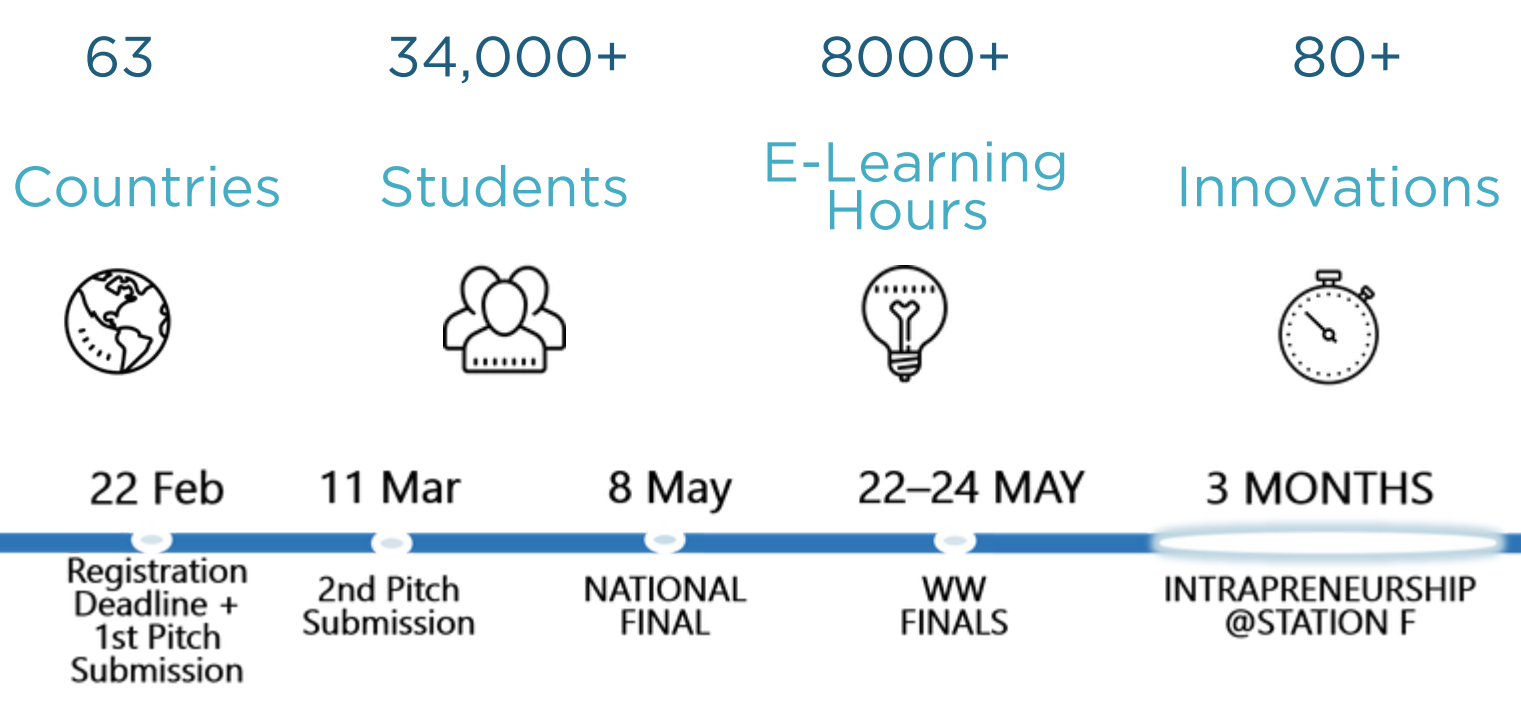 63
34,000+
8000+
80+
Countries
Students
E-Learning
Hours
Innovations
22 Feb
11 Mar
8 May
22–24 MAY
3 MONTHS
Registration
Deadline +
1st Pitch
Submission
2nd Pitch
Submission
NATIONAL
FINAL
WW
FINALS
INTRAPRENEURSHIP
@STATION F